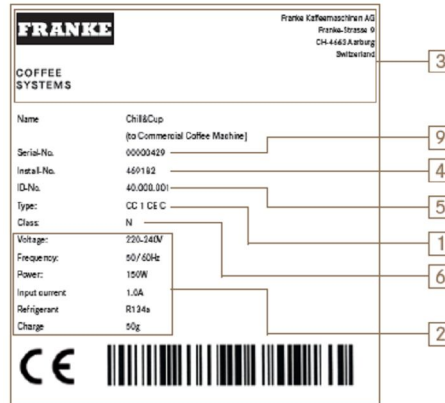 FRANKE
Franke Kaffeemaschinen AG
Franke-Strasse 9
CH-4663 Aarburg
Switzerland
COFFEE
SYSTEMS
3
Name Chill&Cup
(to Commercial Coffee Machine)
Serial-No. 00000429 9
Install-No. 469182 4
ID-No. 40.000.001 5
Type: CC 1 CE C 1
Class: N 6
Voltage: 220-240V
Frequency: 50/60Hz
Power: 150W
Input current 1.0A
Refrigerant R134a
Charge 50g 2
CE